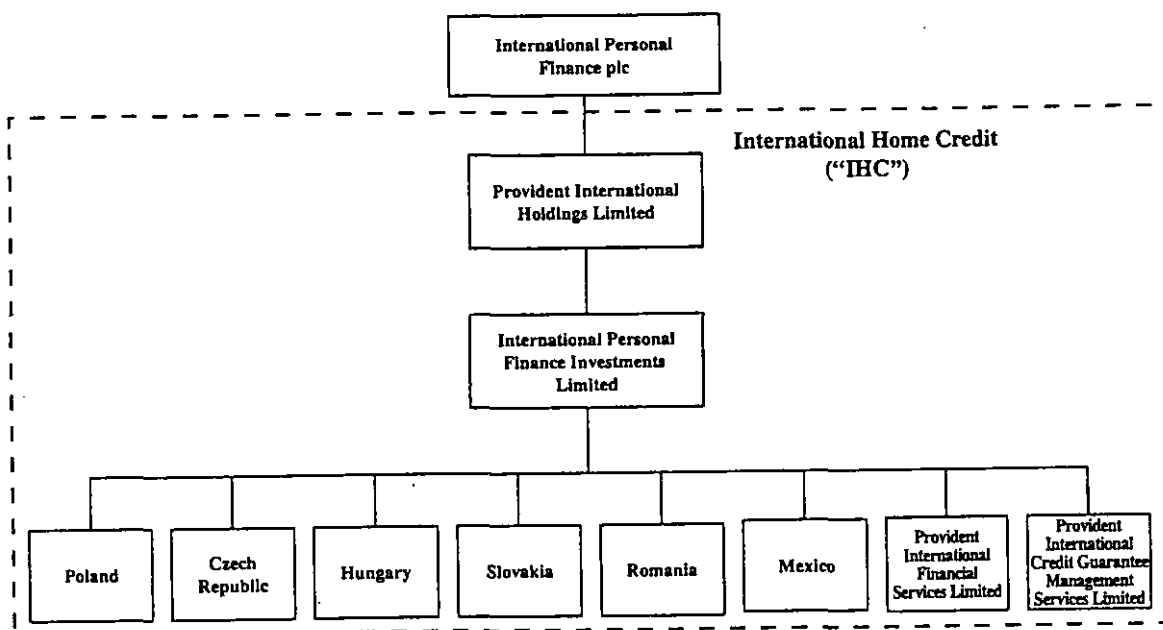 International Personal
Finance plc
International Home Credit
("IHC")
Provident International
Holdings Limited
International Personal
Finance Investments
Limited
Poland
Czech
Republic
Hungary
Slovakia
Romania
Mexico
Provident
International
Financial
Services Limited
Provident
International
Credit Guarantee
Management
Services Limited